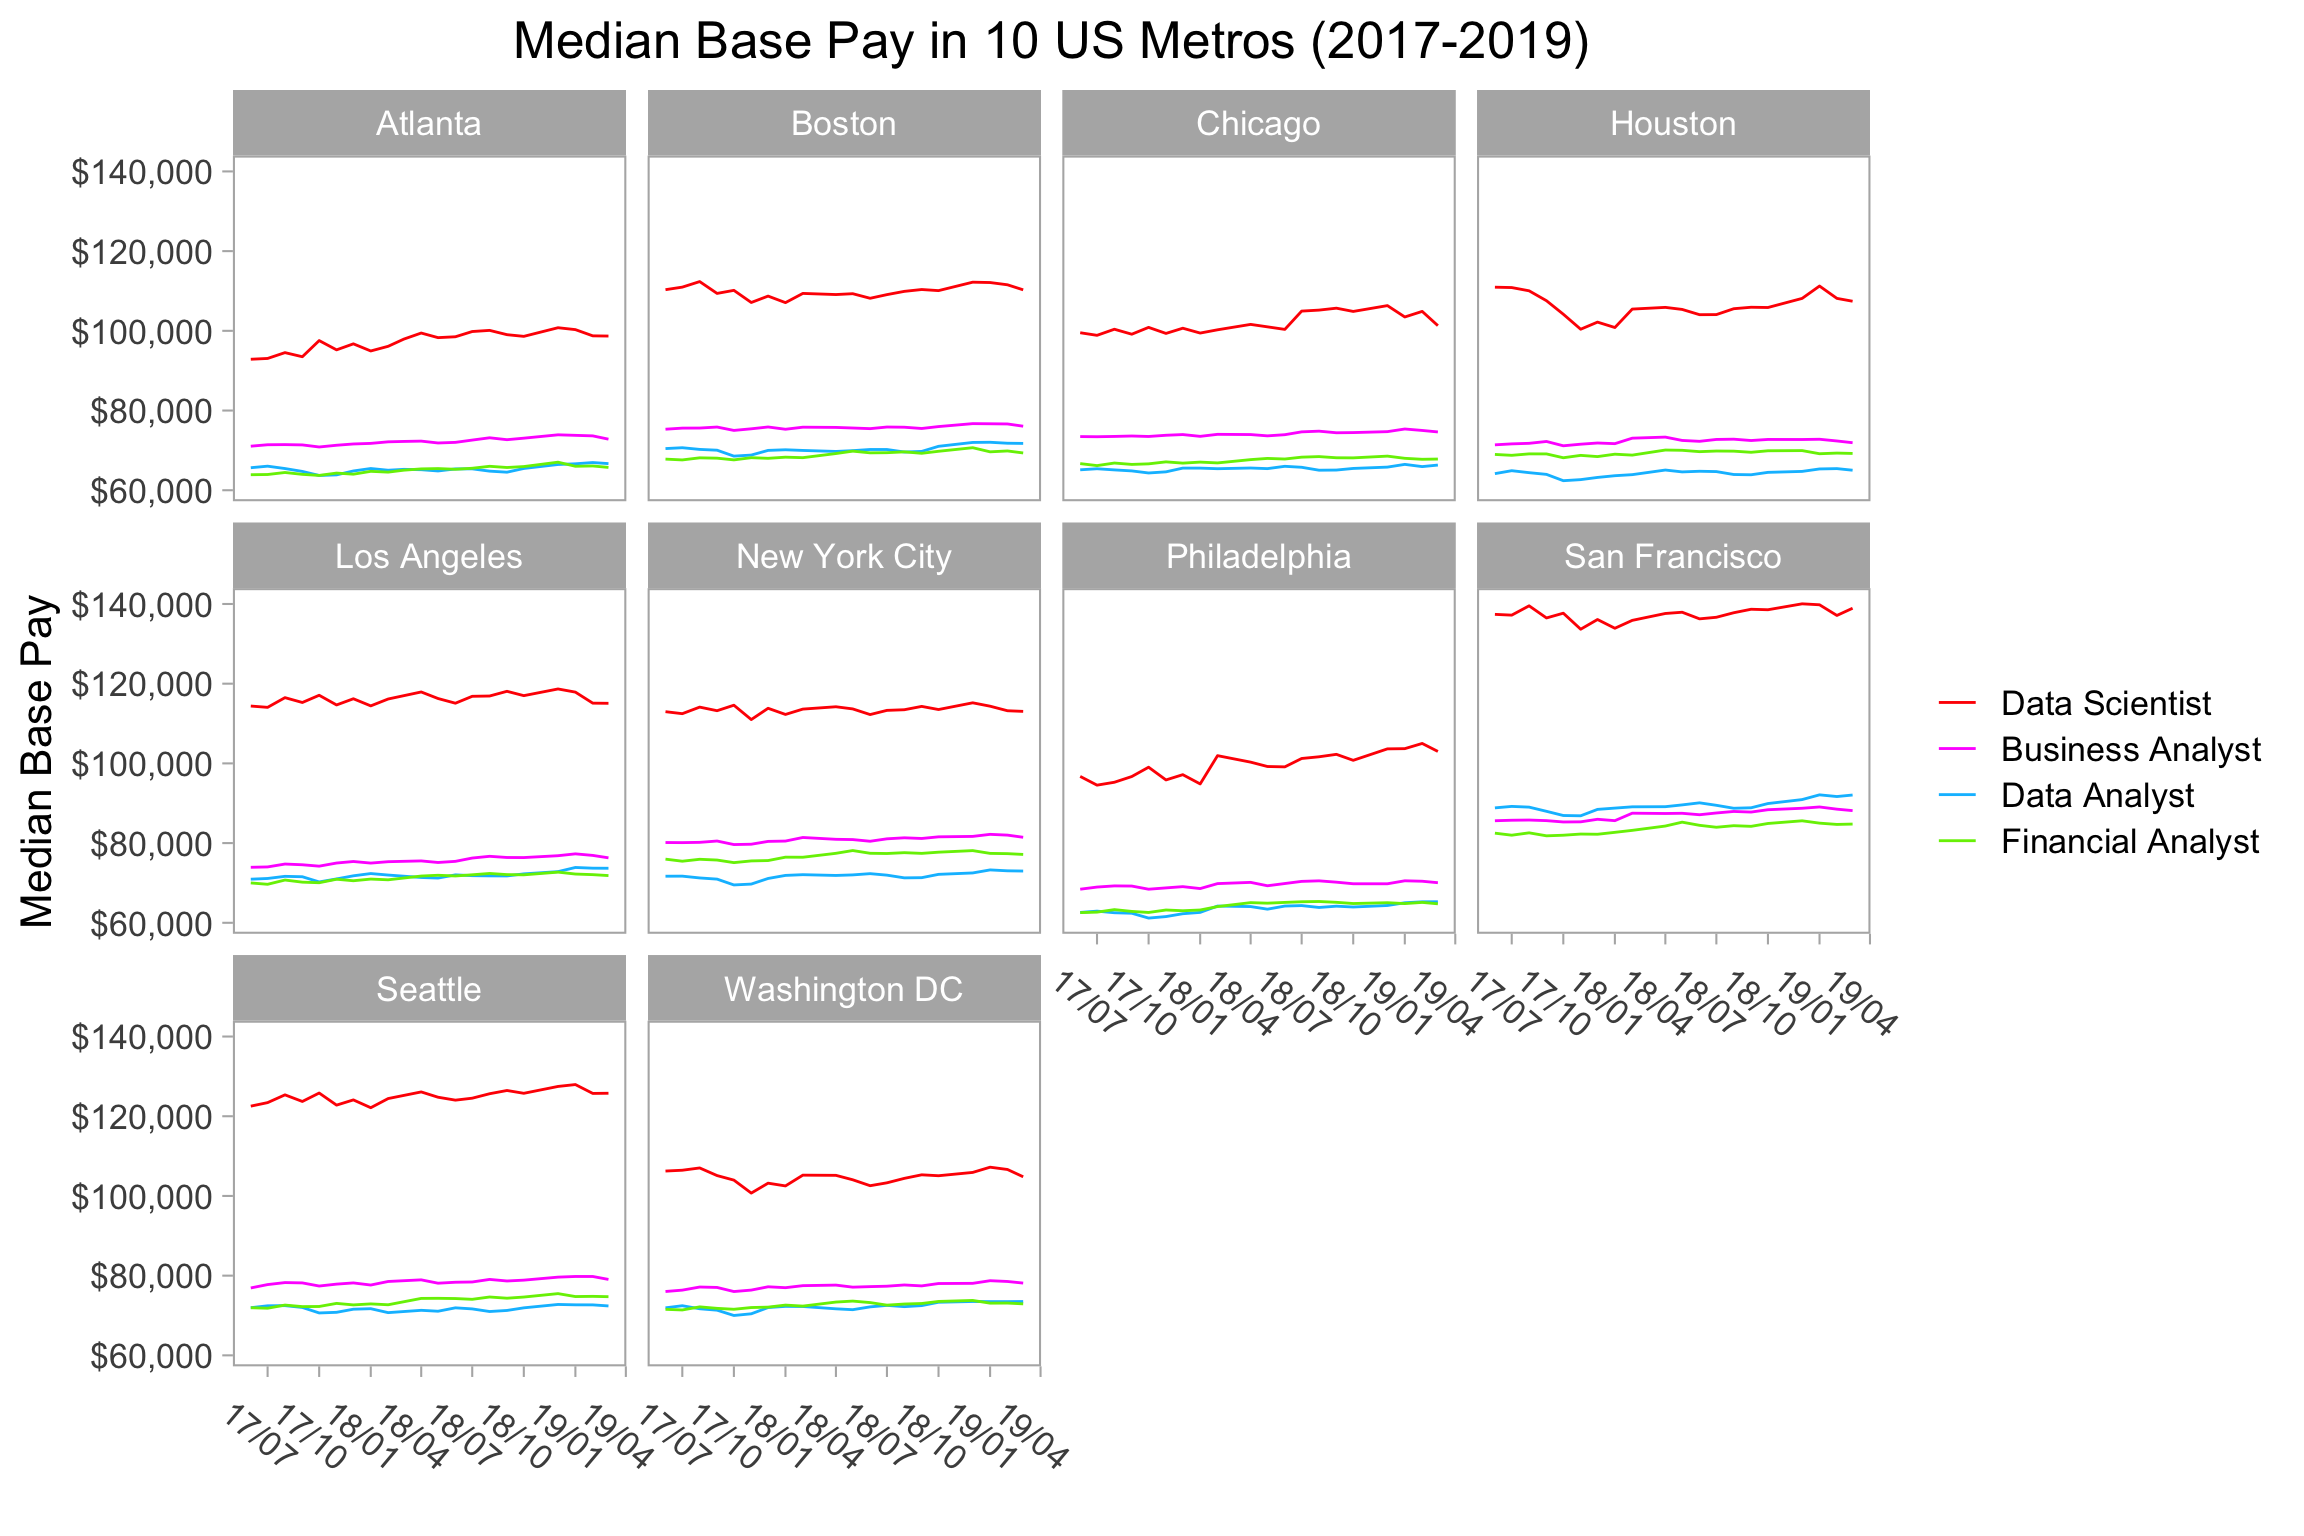 Median Base Pay in 10 US Metros (2017-2019)
Atlanta
Boston
Chicago
Houston
$140,000
$120,000
$100,000
$80,000
$60,000
Los Angeles
New York City
Philadelphia
San Francisco
Median Base Pay
$140,000
$120,000
$100,000
$80,000
$60,000
Data Scientist
Business Analyst
Data Analyst
Financial Analyst
17/07
17/10
18/01
18/04
18/07
18/10
19/01
19/04
17/07
17/10
18/01
18/04
18/07
18/10
19/01
19/04
Seattle
Washington DC
$140,000
$120,000
$100,000
$80,000
$60,000
17/07
17/10
18/01
18/04
18/07
18/10
19/01
19/04
17/07
17/10
18/01
18/04
18/07
18/10
19/01
19/04